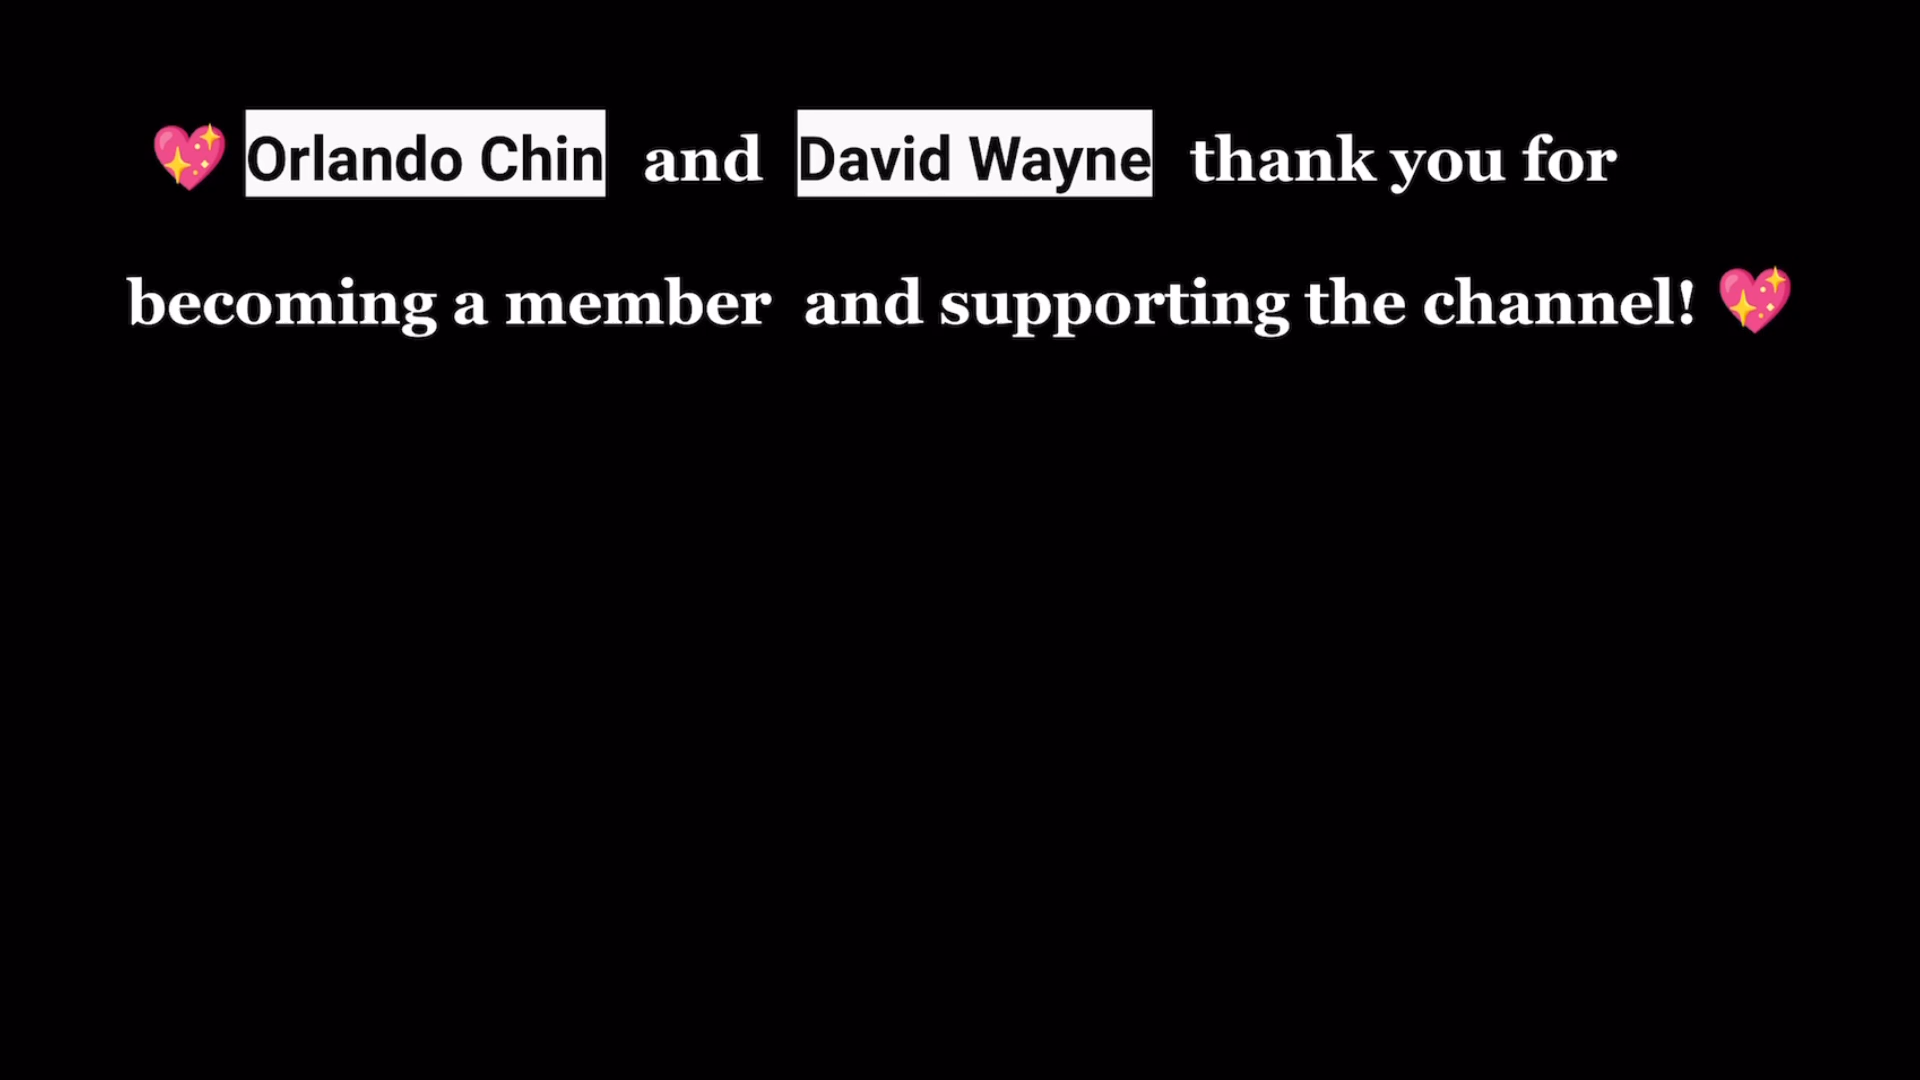 💖 Orlando Chin and David Wayne thank you for
becoming a member and supporting the channel! 💖